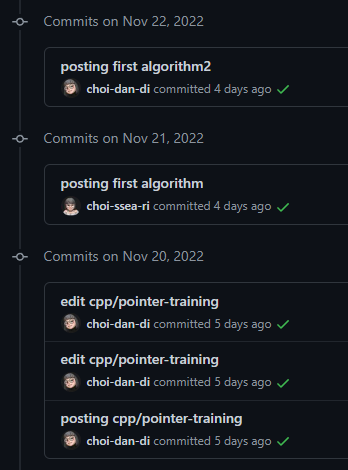 Commits on Nov 22, 2022
posting first algorithm2
choi-dan-di committed 4 days ago
Commits on Nov 21, 2022
posting first algorithm
choi-ssea-ri committed 4 days ago
Commits on Nov 20, 2022
edit cpp/pointer-training
choi-dan-di committed 5 days ago
edit cpp/pointer-training
choi-dan-di committed 5 days ago
posting cpp/pointer-training
choi-dan-di committed 5 days ago